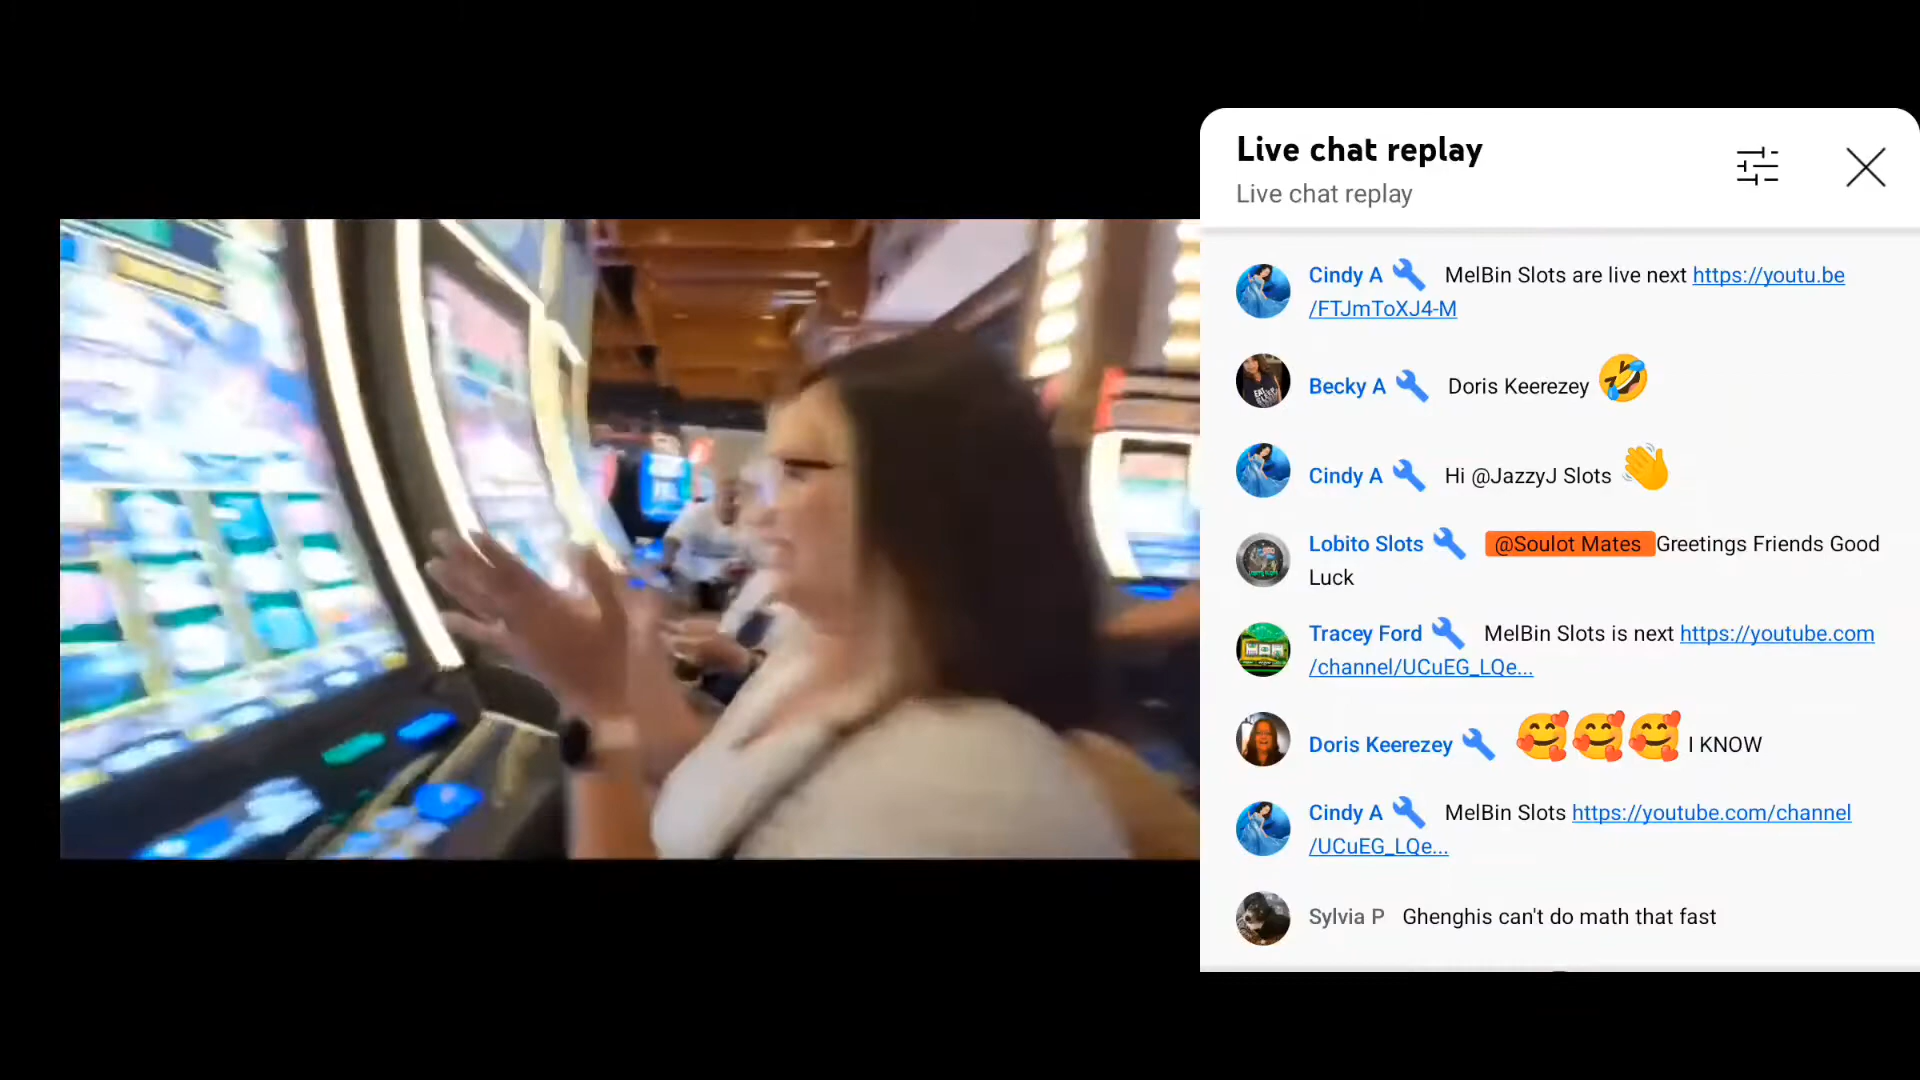 Live chat replay
Live chat replay
Cindy A MelBin Slots are live next https://youtu.be
/FTJmToXJ4-M
Becky A Doris Keerezey 🤣
Cindy A Hi @JazzyJ Slots 👋
Lobito Slots @Soulot Mates Greetings Friends Good
Luck
Tracey Ford MelBin Slots is next https://youtube.com
/channel/UCuEG_LQe...
Doris Keerezey 🥰🥰🥰 I KNOW
Cindy A MelBin Slots https://youtube.com/channel
/UCuEG_LQe...
Sylvia P Ghenghis can't do math that fast